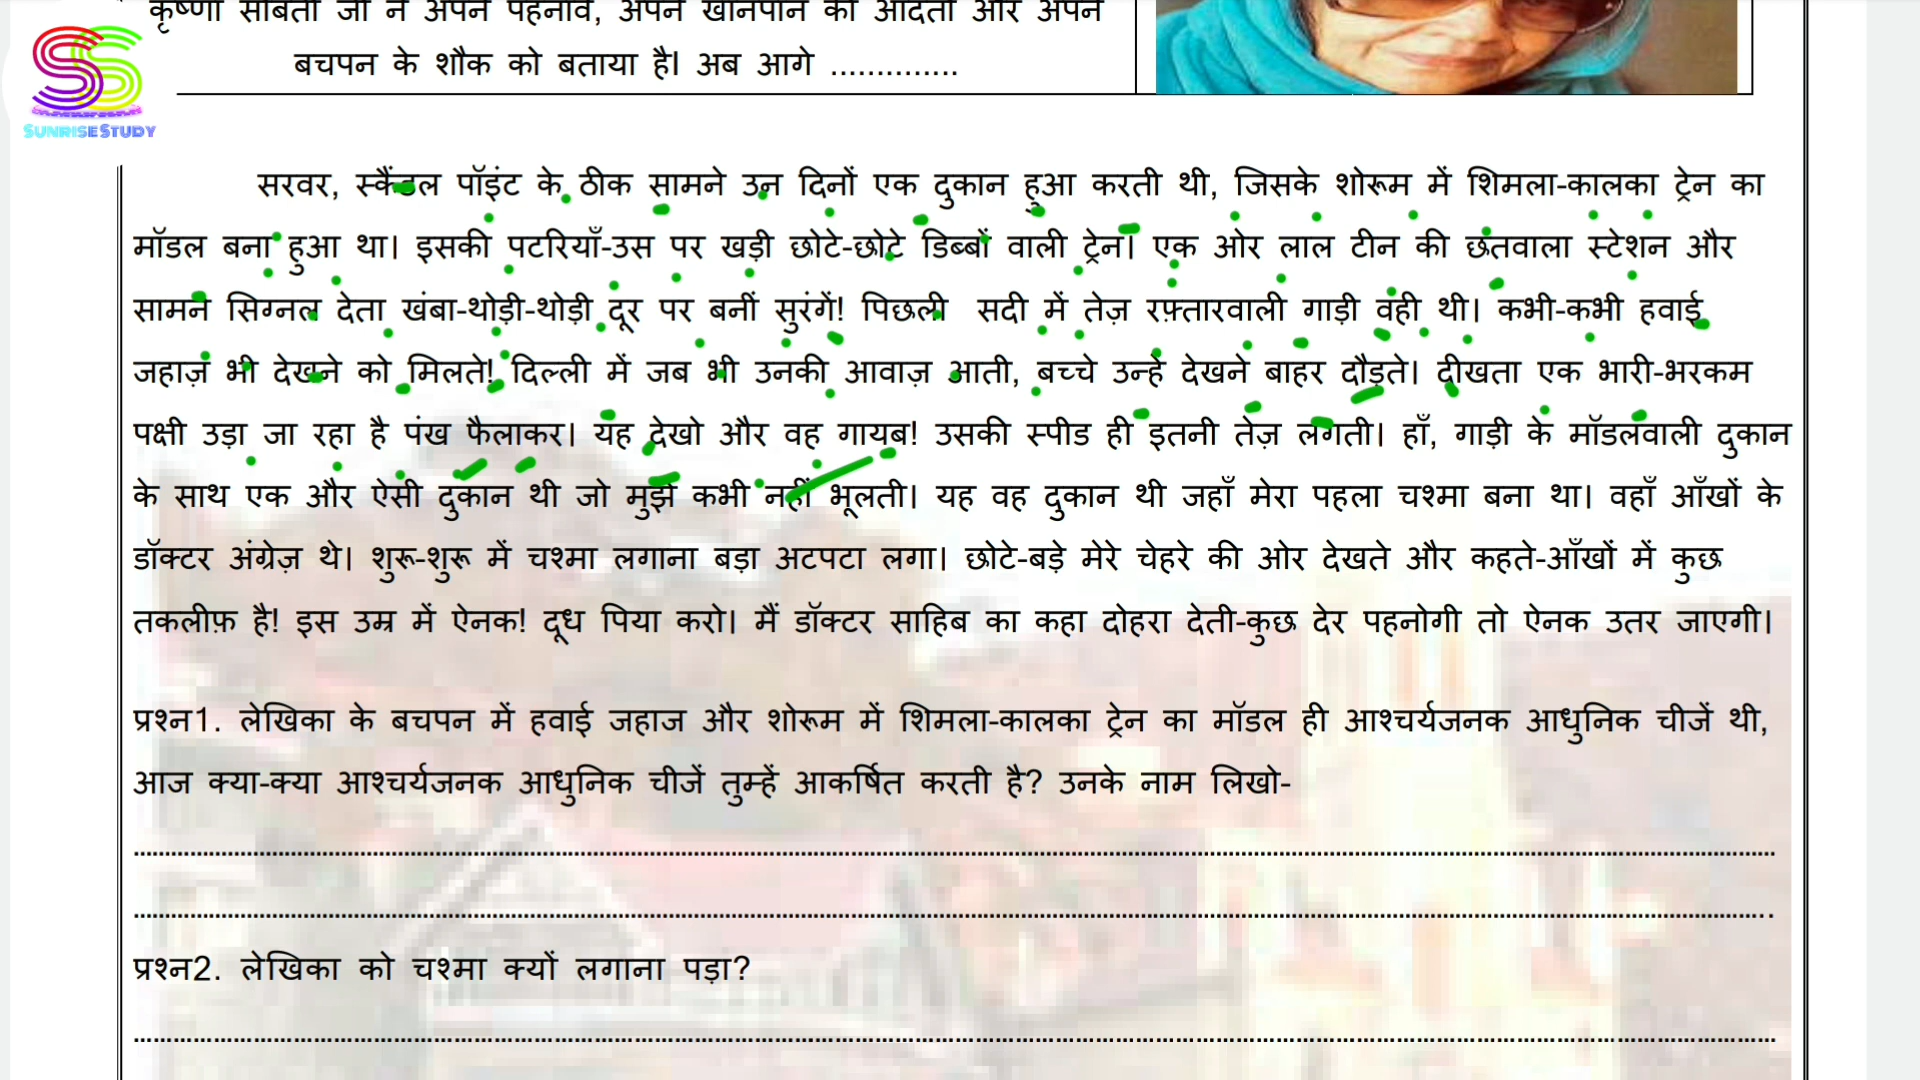 कृष्णा सोबती जी ने अपने पहनावे, अपने खानपान की आदतों और अपने
बचपन के शौक को बताया है। अब आगे ..............
SUNRISE STUDY
सरवर, स्कैंडल पॉइंट के ठीक सामने उन दिनों एक दुकान हुआ करती थी, जिसके शोरूम में शिमला-कालका ट्रेन का
मॉडल बना हुआ था। इसकी पटरियाँ-उस पर खड़ी छोटे-छोटे डिब्बों वाली ट्रेन। एक ओर लाल टीन की छतवाला स्टेशन और
सामने सिग्नल देता खंबा-थोड़ी-थोड़ी दूर पर बनीं सुरंगें! पिछली सदी में तेज़ रफ़्तारवाली गाड़ी वही थी। कभी-कभी हवाई
जहाज़ भी देखने को मिलते! दिल्ली में जब भी उनकी आवाज़ आती, बच्चे उन्हे देखने बाहर दौड़ते। दीखता एक भारी-भरकम
पक्षी उड़ा जा रहा है पंख फैलाकर। यह देखो और वह गायब! उसकी स्पीड ही इतनी तेज़ लगती। हाँ, गाड़ी के मॉडलवाली दुकान
के साथ एक और ऐसी दुकान थी जो मुझे कभी नहीं भूलती। यह वह दुकान थी जहाँ मेरा पहला चश्मा बना था। वहाँ आँखों के
डॉक्टर अंग्रेज़ थे। शुरू-शुरू में चश्मा लगाना बड़ा अटपटा लगा। छोटे-बड़े मेरे चेहरे की ओर देखते और कहते-आँखों में कुछ
तकलीफ़ है! इस उम्र में ऐनक! दूध पिया करो। मैं डॉक्टर साहिब का कहा दोहरा देती-कुछ देर पहनोगी तो ऐनक उतर जाएगी।
प्रश्न1. लेखिका के बचपन में हवाई जहाज और शोरूम में शिमला-कालका ट्रेन का मॉडल ही आश्चर्यजनक आधुनिक चीजें थी,
आज क्या-क्या आश्चर्यजनक आधुनिक चीजें तुम्हें आकर्षित करती है? उनके नाम लिखो-
प्रश्न2. लेखिका को चश्मा क्यों लगाना पड़ा?